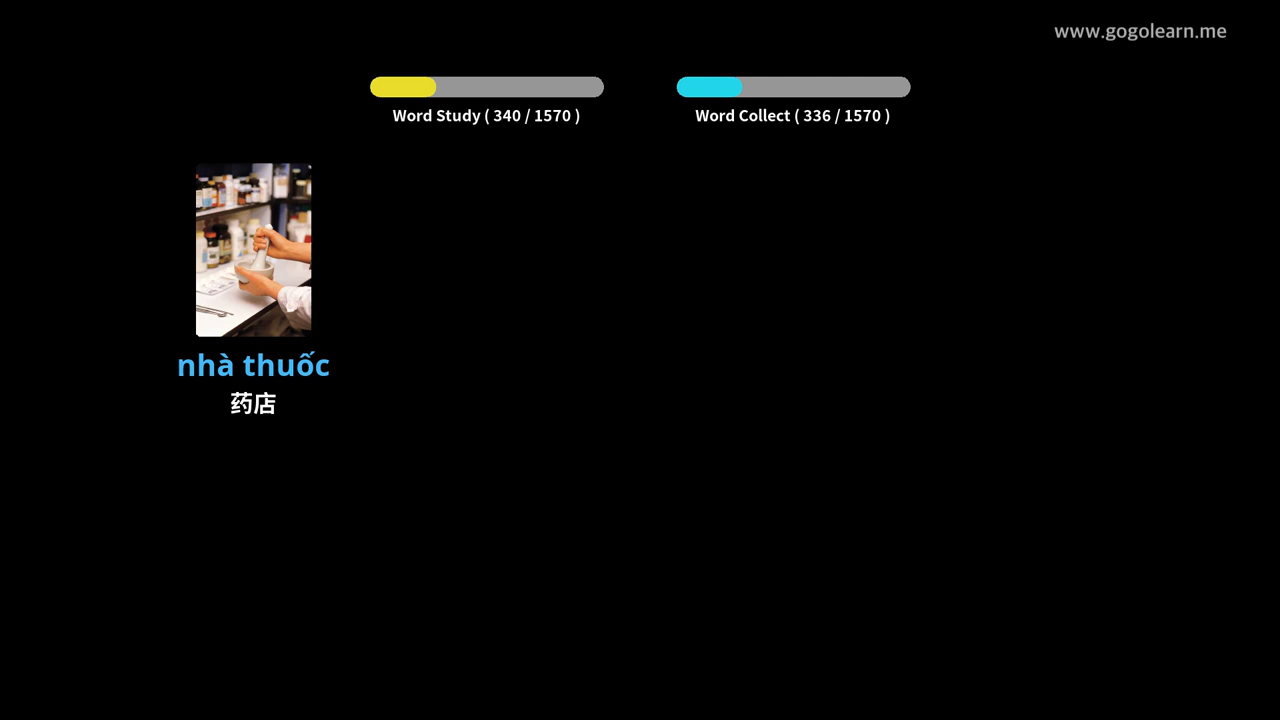 www.gogolearn.me
Word Study ( 340 / 1570 )
Word Collect ( 336 / 1570 )
nhà thuốc
药店